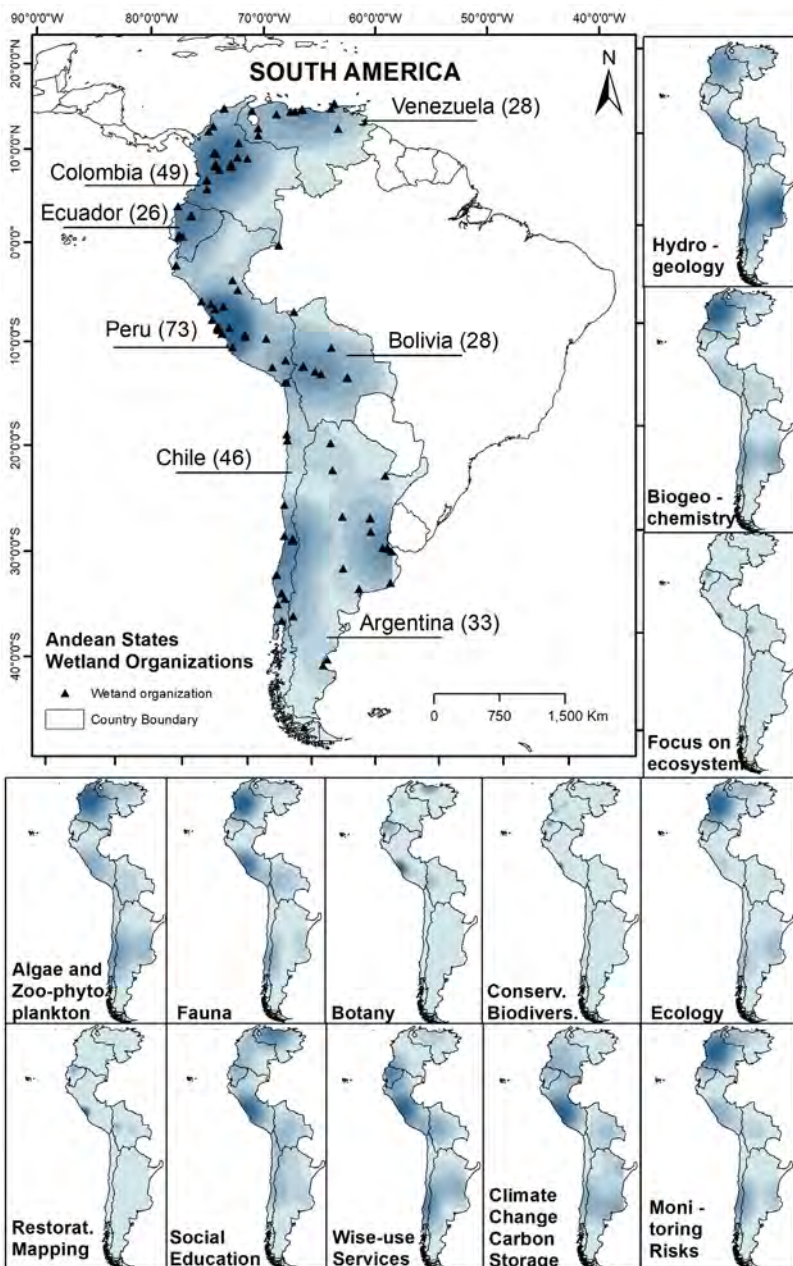 90°0'0"W 80°0'0"W 70°0'0"W 60°0'0"W 50°0'0"W 40°0'0"W
20°0'0"N
10°0'0"N
0°0'0"
10°0'0"S
20°0'0"S
30°0'0"S
40°0'0"S
SOUTH AMERICA
N
Venezuela (28)
Colombia (49)
Ecuador (26)
Peru (73)
Bolivia (28)
Chile (46)
Argentina (33)
Andean States
Wetland Organizations
Wetland organization
Country Boundary
0 750 1,500 Km
Hydro -
geology
Biogeo -
chemistry
Focus on
ecosystem
Algae and
Zoo-phyto
plankton
Fauna
Botany
Conserv.
Biodivers.
Ecology
Restorat.
Mapping
Social
Education
Wise-use
Services
Climate
Change
Carbon
Storage
Moni -
toring
Risks